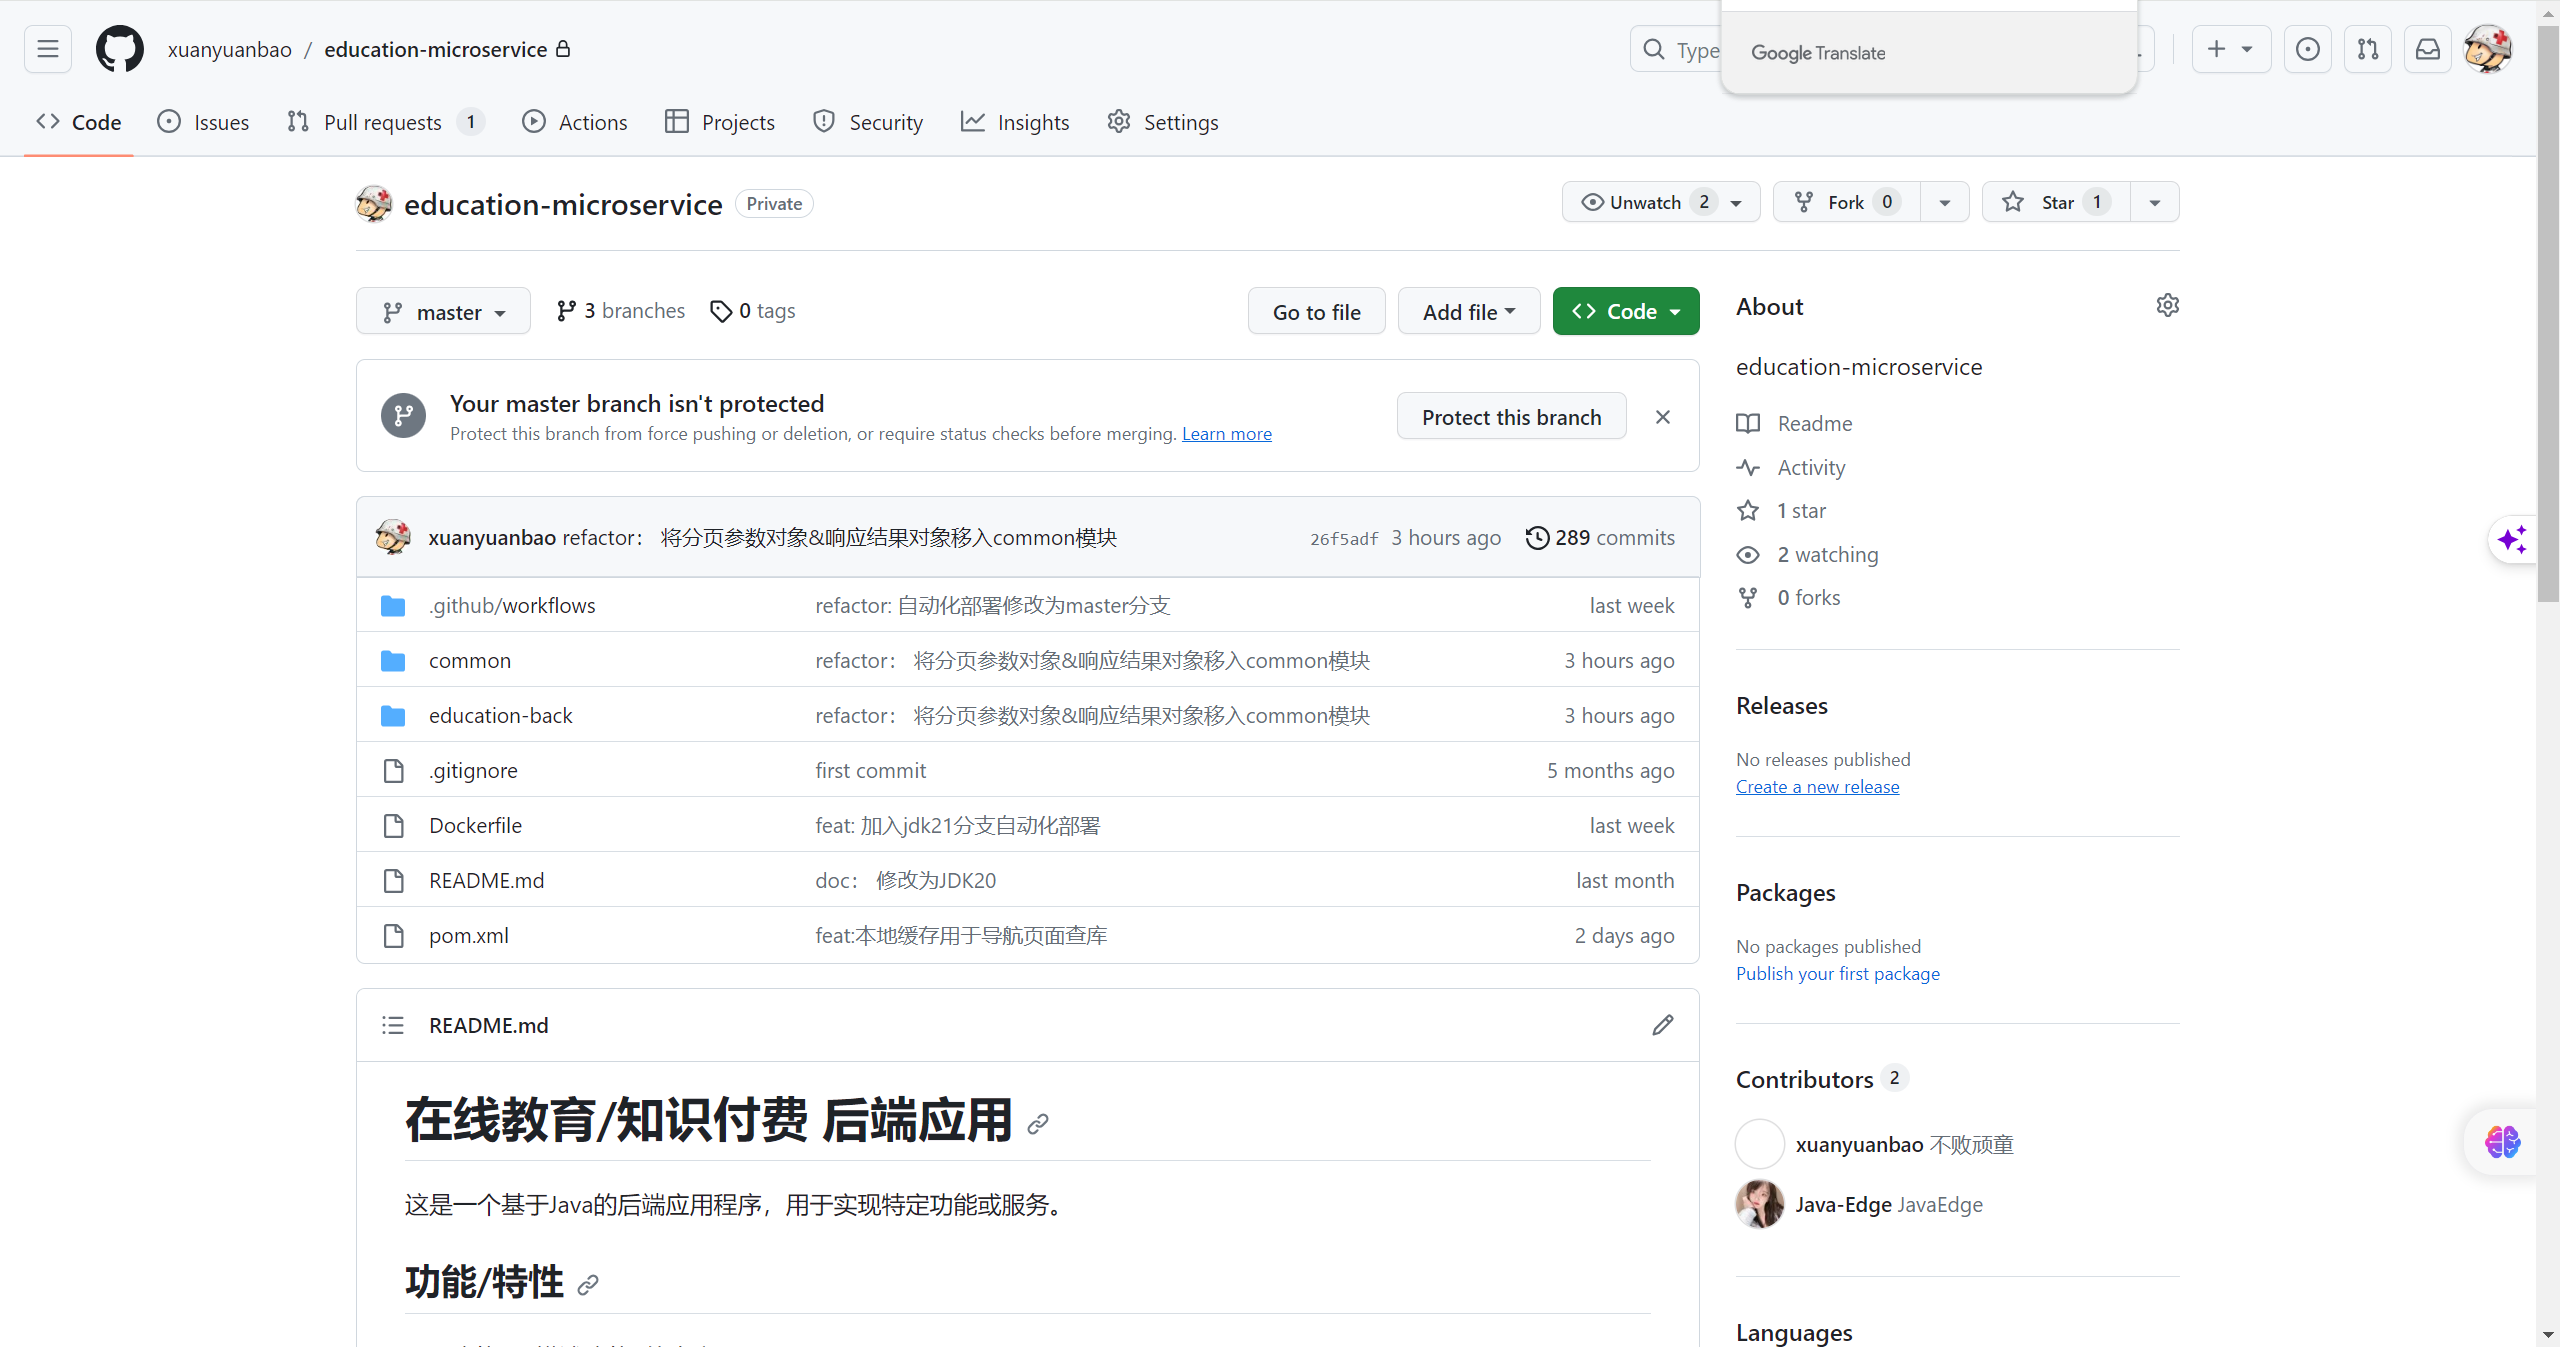 xuanyuanbao / education-microservice
Type
Google Translate
Code
Issues
Pull requests 1
Actions
Projects
Security
Insights
Settings
education-microservice Private
Unwatch 2
Fork 0
Star 1
master
3 branches
0 tags
Go to file
Add file
Code
Your master branch isn't protected
Protect this branch from force pushing or deletion, or require status checks before merging. Learn more
Protect this branch
xuanyuanbao refactor： 将分页参数对象&响应结果对象移入common模块 26f5adf 3 hours ago 289 commits
.github/workflows refactor: 自动化部署修改为master分支 last week
common refactor： 将分页参数对象&响应结果对象移入common模块 3 hours ago
education-back refactor： 将分页参数对象&响应结果对象移入common模块 3 hours ago
.gitignore first commit 5 months ago
Dockerfile feat: 加入jdk21分支自动化部署 last week
README.md doc： 修改为JDK20 last month
pom.xml feat:本地缓存用于导航页面查库 2 days ago
README.md
在线教育/知识付费 后端应用
这是一个基于Java的后端应用程序，用于实现特定功能或服务。
功能/特性
About
education-microservice
Readme
Activity
1 star
2 watching
0 forks
Releases
No releases published
Create a new release
Packages
No packages published
Publish your first package
Contributors 2
xuanyuanbao 不败顽童
Java-Edge JavaEdge
Languages